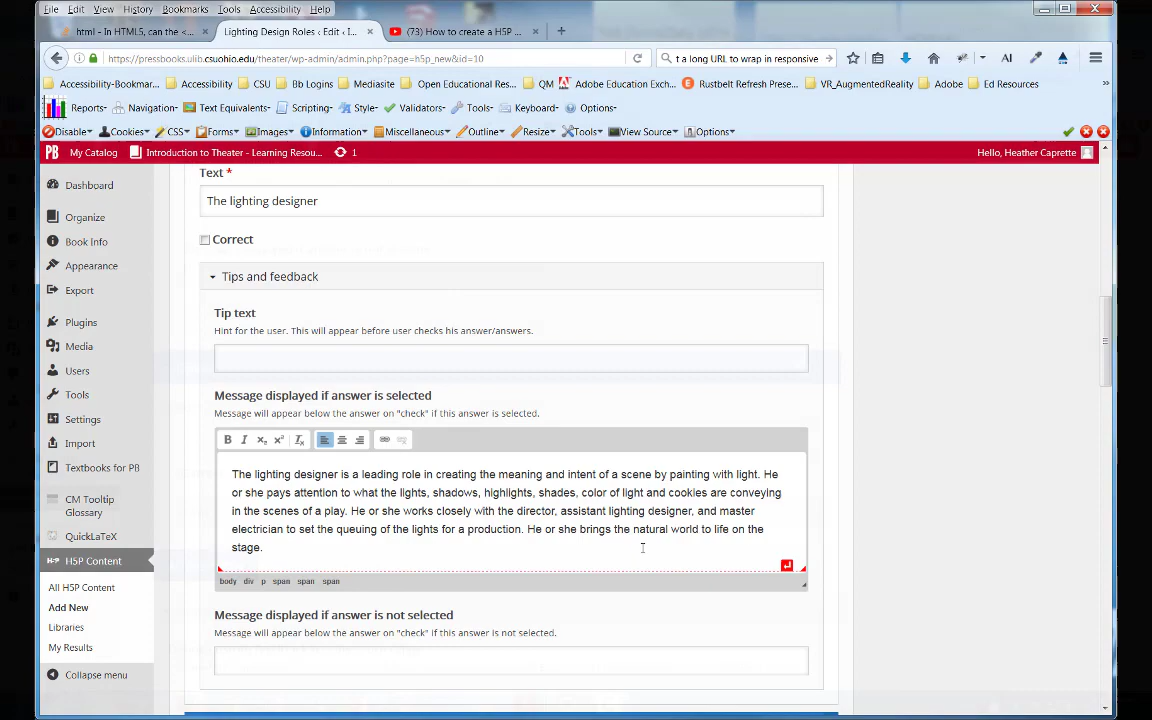 File Edit View History Bookmarks Tools Accessibility Help
html - In HTML5, can the < × Lighting Design Roles ‹ Edit ‹ I... × (73) How to create a H5P ... × +
https://pressbooks.ulib.csuohio.edu/theater/wp-admin/admin.php?page=h5p_new&id=10 t a long URL to wrap in responsive AI
Accessibility-Bookmar... Accessibility CSU Bb Logins Mediasite Open Educational Res... QM Adobe Education Exch... Rustbelt Refresh Prese... VR_AugmentedReality Adobe Ed Resources
Reports Navigation Text Equivalents Scripting Style Validators Tools Keyboard Options
Disable Cookies CSS Forms Images Information Miscellaneous Outline Resize Tools View Source Options
PB My Catalog Introduction to Theater - Learning Resou... 1 Hello, Heather Caprette
Dashboard
Organize
Book Info
Appearance
Export
Plugins
Media
Users
Tools
Settings
Import
Textbooks for PB
CM Tooltip
Glossary
QuickLaTeX
H5P Content
All H5P Content
Add New
Libraries
My Results
Collapse menu
Text *
The lighting designer
Correct
Tips and feedback
Tip text
Hint for the user. This will appear before user checks his answer/answers.
Message displayed if answer is selected
Message will appear below the answer on "check" if this answer is selected.
B I x₂ x² Ix
The lighting designer is a leading role in creating the meaning and intent of a scene by painting with light. He
or she pays attention to what the lights, shadows, highlights, shades, color of light and cookies are conveying
in the scenes of a play. He or she works closely with the director, assistant lighting designer, and master
electrician to set the queuing of the lights for a production. He or she brings the natural world to life on the
stage.
body div p span span span
Message displayed if answer is not selected
Message will appear below the answer on "check" if this answer is not selected.